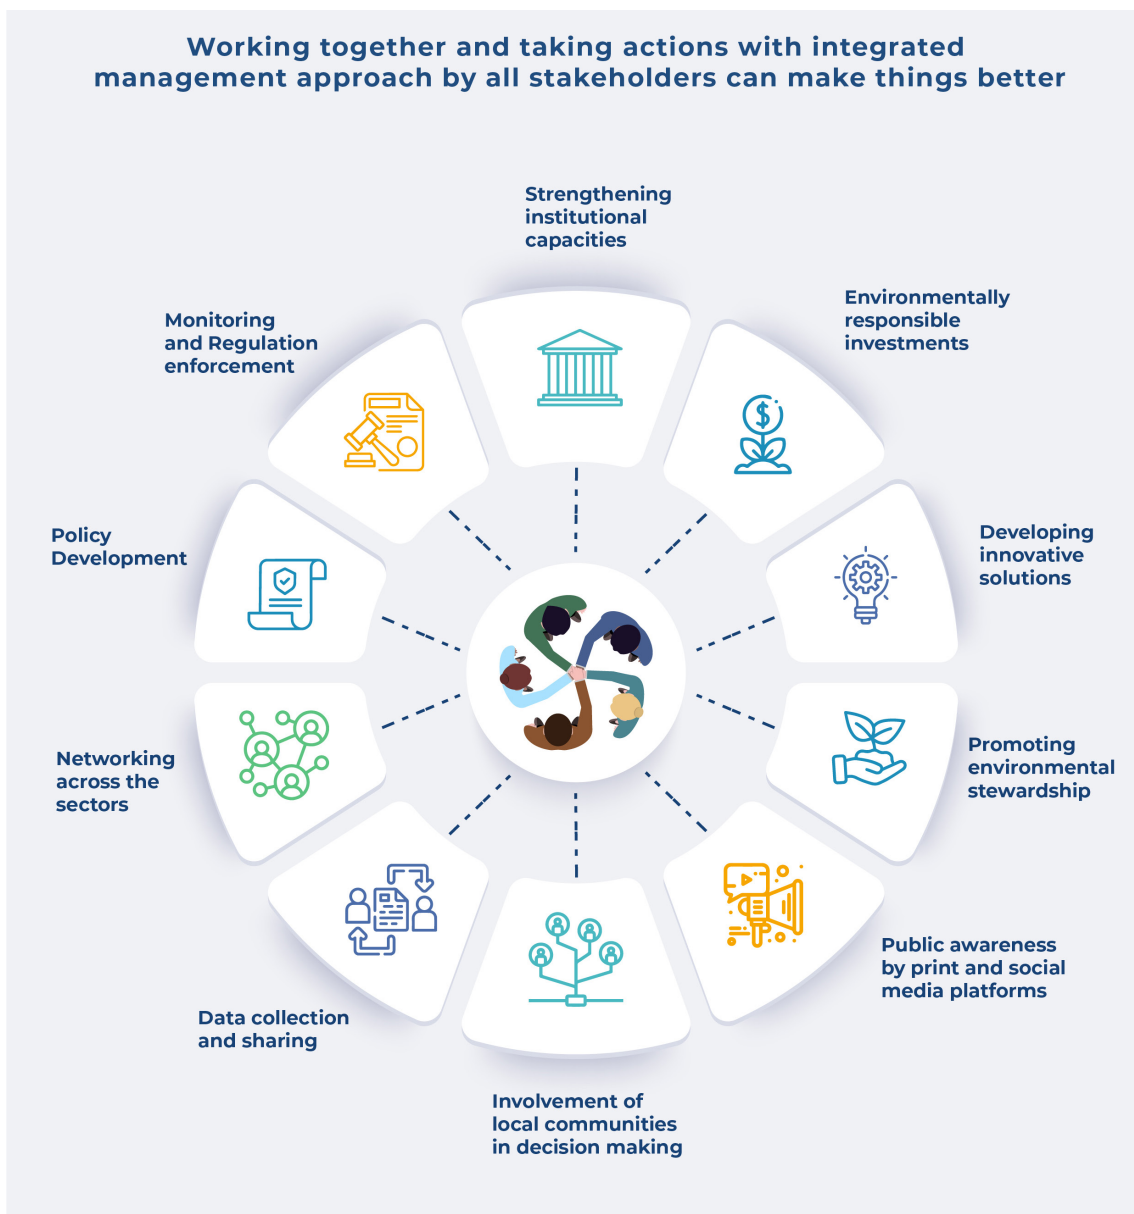 Working together and taking actions with integrated
management approach by all stakeholders can make things better
Strengthening
institutional
capacities
Environmentally
responsible
investments
Developing
innovative
solutions
Promoting
environmental
stewardship
Public awareness
by print and social
media platforms
Involvement of
local communities
in decision making
Data collection
and sharing
Networking
across the
sectors
Policy
Development
Monitoring
and Regulation
enforcement
$